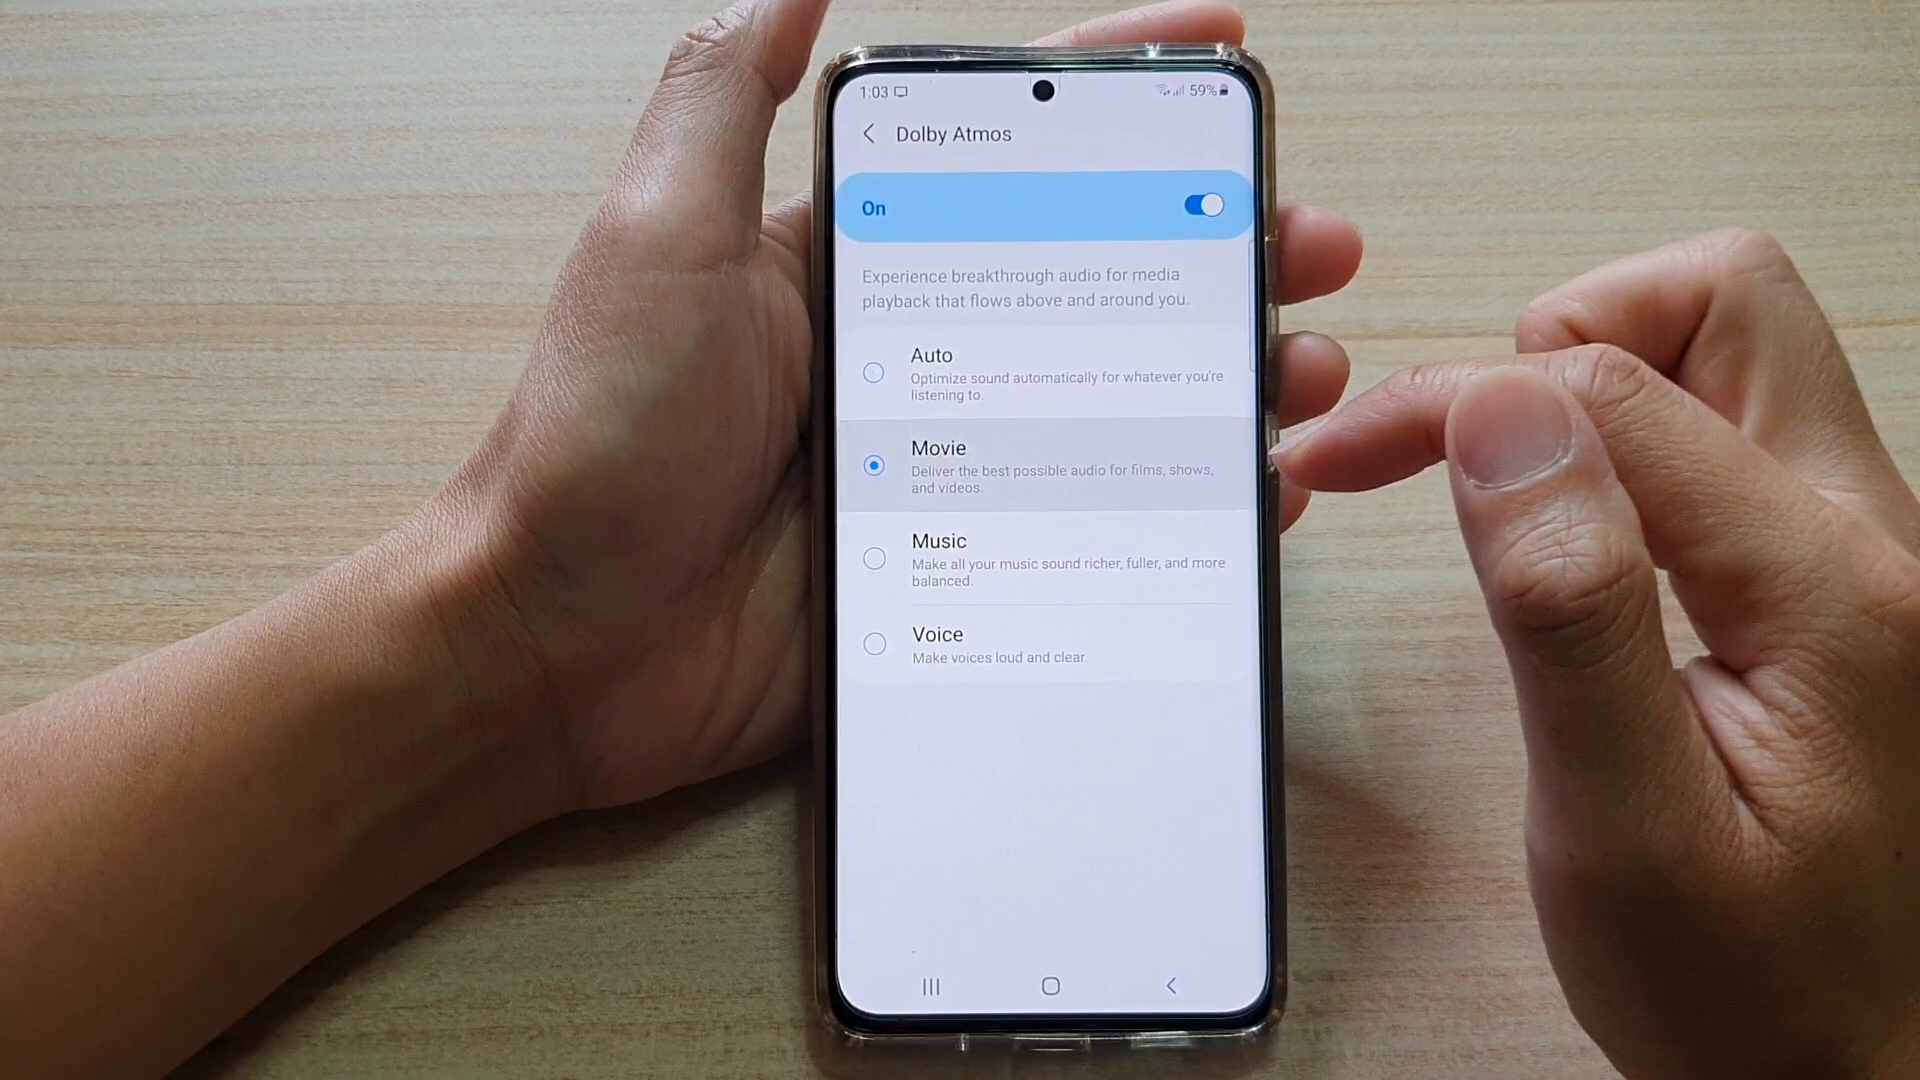 1:03
59%
Dolby Atmos
On
Experience breakthrough audio for media
playback that flows above and around you.
Auto
Optimize sound automatically for whatever you're
listening to.
Movie
Deliver the best possible audio for films, shows,
and videos.
Music
Make all your music sound richer, fuller, and more
balanced.
Voice
Make voices loud and clear.